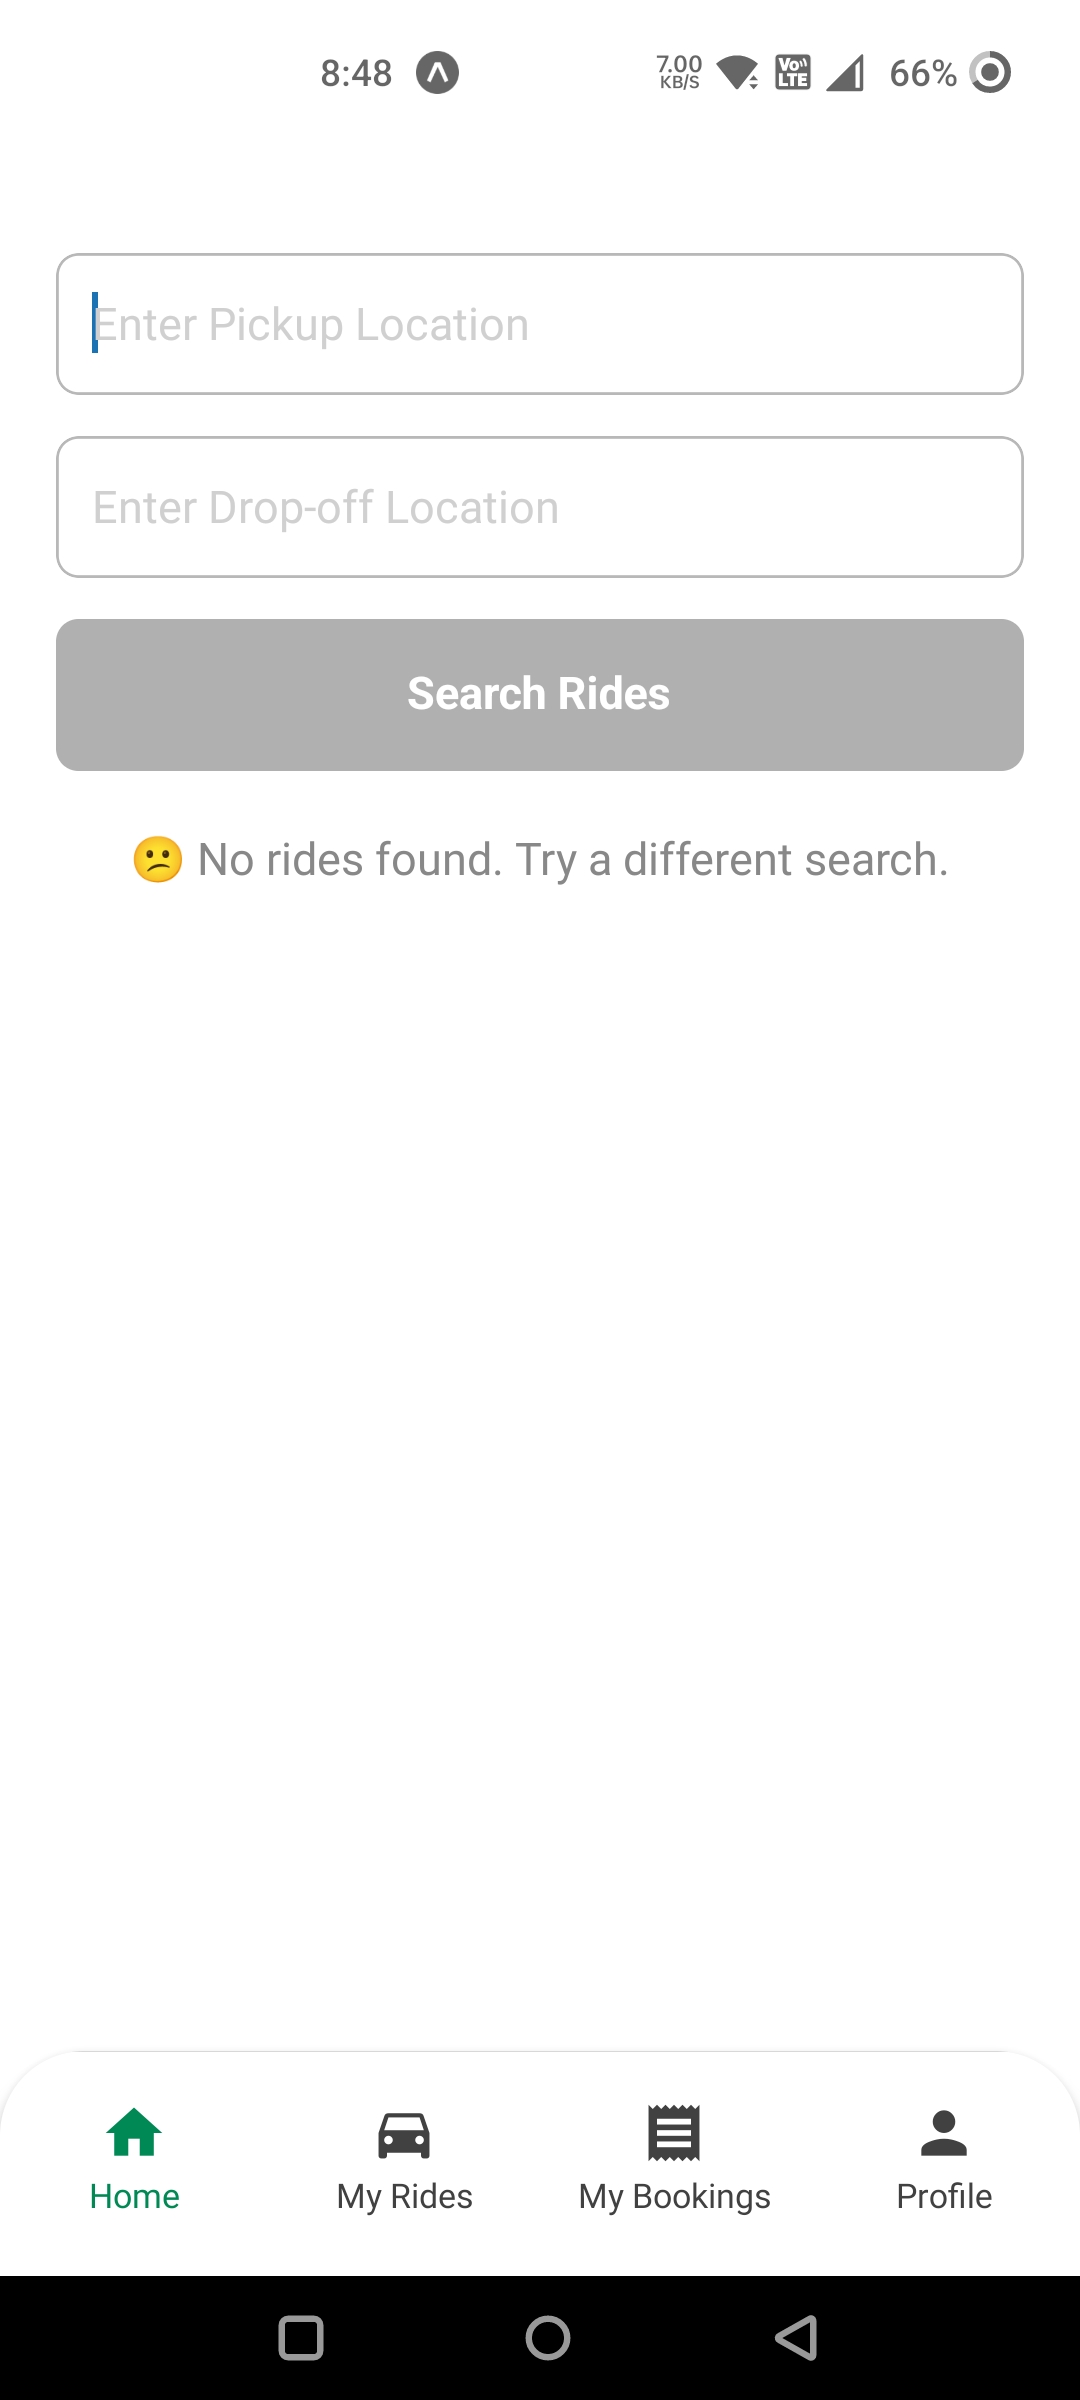 8:48
7.00
KB/S
Vo
LTE
66%
Enter Pickup Location
Enter Drop-off Location
Search Rides
😕 No rides found. Try a different search.
Home
My Rides
My Bookings
Profile